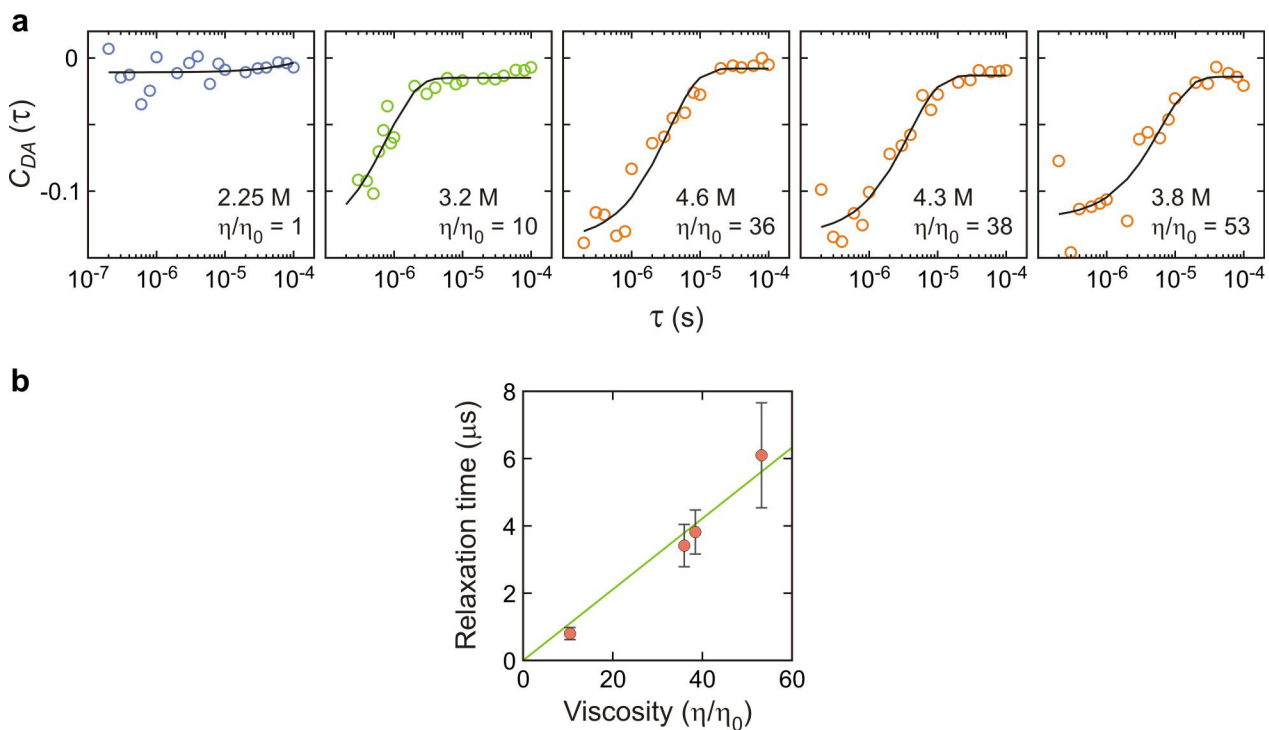 a
C_DA (τ)
0
-0.1
2.25 M
η/η₀ = 1
3.2 M
η/η₀ = 10
4.6 M
η/η₀ = 36
4.3 M
η/η₀ = 38
3.8 M
η/η₀ = 53
10⁻⁷ 10⁻⁶ 10⁻⁵ 10⁻⁴
10⁻⁶ 10⁻⁵ 10⁻⁴
10⁻⁶ 10⁻⁵ 10⁻⁴
10⁻⁶ 10⁻⁵ 10⁻⁴
10⁻⁶ 10⁻⁵ 10⁻⁴
τ (s)
b
Relaxation time (μs)
8
6
4
2
0
0 20 40 60
Viscosity (η/η₀)